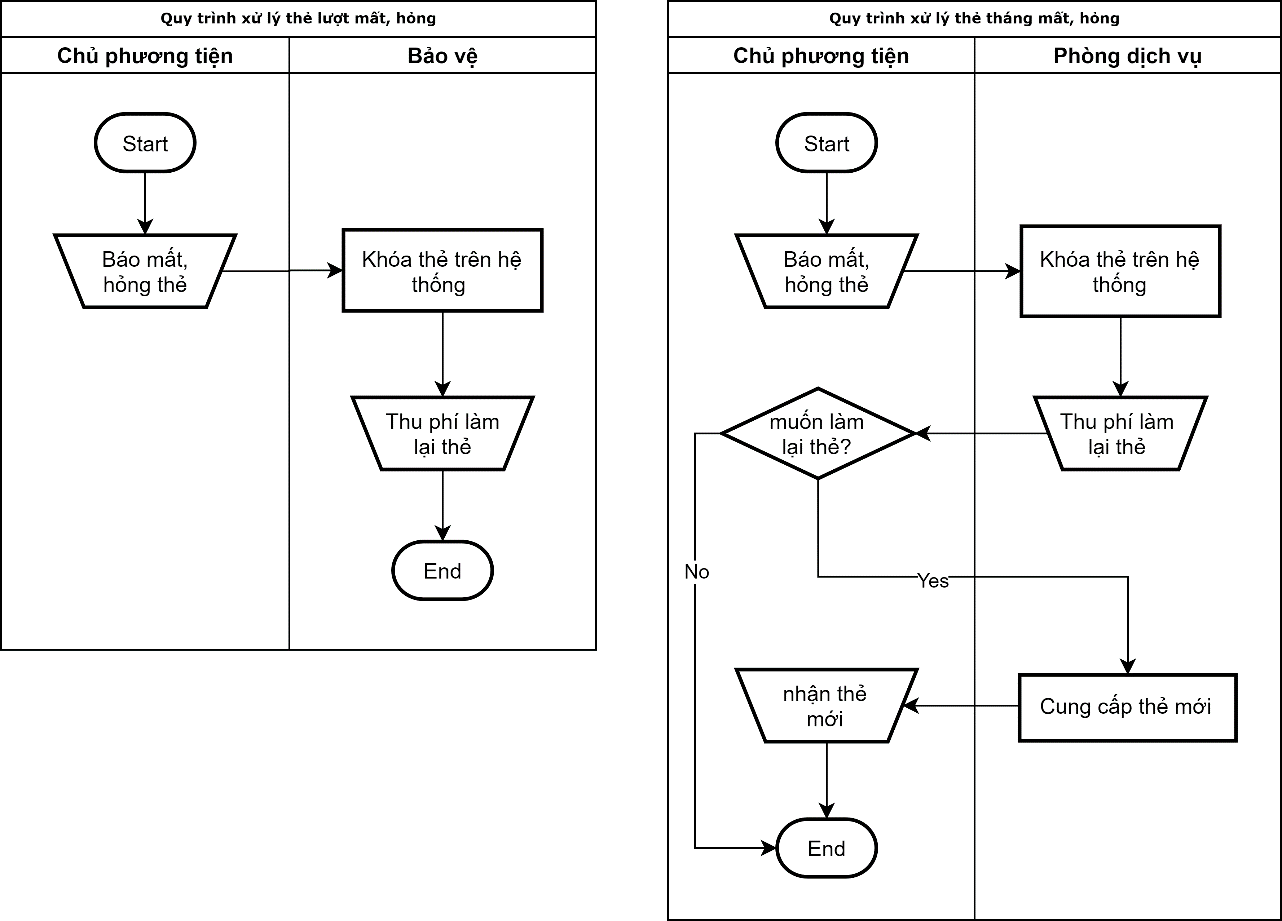 Quy trình xử lý thẻ lượt mất, hỏng
Chủ phương tiện
Bảo vệ
Start
Báo mất,
hỏng thẻ
Khóa thẻ trên hệ
thống
Thu phí làm
lại thẻ
End
Quy trình xử lý thẻ tháng mất, hỏng
Chủ phương tiện
Phòng dịch vụ
Start
Báo mất,
hỏng thẻ
Khóa thẻ trên hệ
thống
muốn làm
lại thẻ?
Thu phí làm
lại thẻ
No
Yes
nhận thẻ
mới
Cung cấp thẻ mới
End